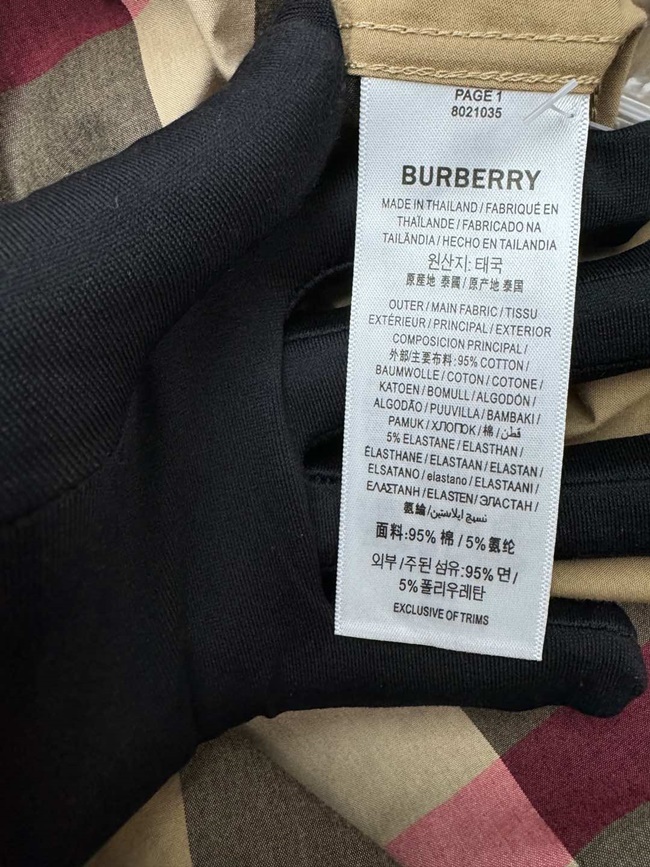 PAGE 1
8021035
BURBERRY
MADE IN THAILAND / FABRIQUÉ EN
THAÏLANDE / FABRICADO NA
TAILÂNDIA / HECHO EN TAILANDIA
원산지: 태국
原産地 泰國 / 原产地 泰国
OUTER / MAIN FABRIC / TISSU
EXTÉRIEUR / PRINCIPAL / EXTERIOR
COMPOSICION PRINCIPAL /
外部/主要布料: 95% COTTON /
BAUMWOLLE / COTON / COTONE /
KATOEN / BOMULL / ALGODÓN /
ALGODÃO / PUUVILLA / BAMBAKI /
PAMUK / ХЛОПОК / 棉 / قطن /
5% ELASTANE / ELASTHAN /
ÉLASTHANE / ELASTAAN / ELASTAN /
ELSATANO / elastano / ELASTAANI /
ΕΛΑΣΤΑΝΗ / ELASTEN / ЭЛАСТАН /
氨綸 / نسيج ايلاستين /
面料: 95% 棉 / 5% 氨纶
외부 / 주된 섬유: 95% 면 /
5% 폴리우레탄
EXCLUSIVE OF TRIMS